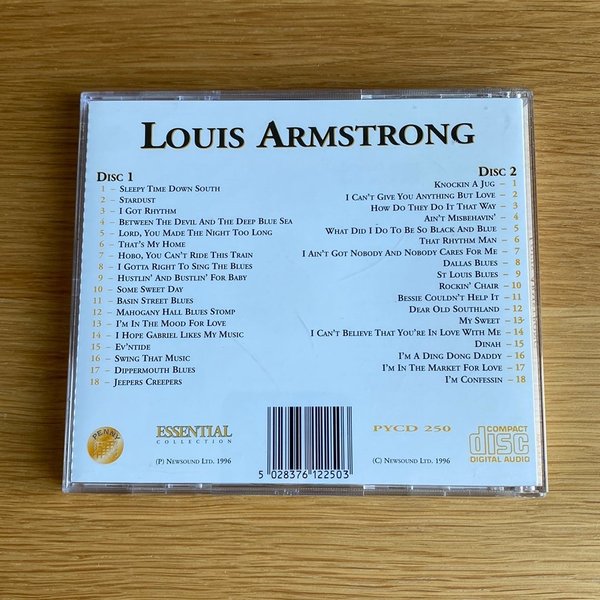 LOUIS ARMSTRONG
DISC 1
1 – SLEEPY TIME DOWN SOUTH
2 – STARDUST
3 – I GOT RHYTHM
4 – BETWEEN THE DEVIL AND THE DEEP BLUE SEA
5 – LORD, YOU MADE THE NIGHT TOO LONG
6 – THAT'S MY HOME
7 – HOBO, YOU CAN'T RIDE THIS TRAIN
8 – I GOTTA RIGHT TO SING THE BLUES
9 – HUSTLIN' AND BUSTLIN' FOR BABY
10 – SOME SWEET DAY
11 – BASIN STREET BLUES
12 – MAHOGANY HALL BLUES STOMP
13 – I'M IN THE MOOD FOR LOVE
14 – I HOPE GABRIEL LIKES MY MUSIC
15 – EV'NTIDE
16 – SWING THAT MUSIC
17 – DIPPERMOUTH BLUES
18 – JEEPERS CREEPERS
DISC 2
KNOCKIN A JUG – 1
I CAN'T GIVE YOU ANYTHING BUT LOVE – 2
HOW DO THEY DO IT THAT WAY – 3
AIN'T MISBEHAVIN' – 4
WHAT DID I DO TO BE SO BLACK AND BLUE – 5
THAT RHYTHM MAN – 6
I AIN'T GOT NOBODY AND NOBODY CARES FOR ME – 7
DALLAS BLUES – 8
ST LOUIS BLUES – 9
ROCKIN' CHAIR – 10
BESSIE COULDN'T HELP IT – 11
DEAR OLD SOUTHLAND – 12
MY SWEET – 13
I CAN'T BELIEVE THAT YOU'RE IN LOVE WITH ME – 14
DINAH – 15
I'M A DING DONG DADDY – 16
I'M IN THE MARKET FOR LOVE – 17
I'M CONFESSIN – 18
PENNY
ESSENTIAL
COLLECTION
(P) NEWSOUND LTD. 1996
5 028376 122503
PYCD 250
(C) NEWSOUND LTD. 1996
COMPACT
disc
DIGITAL AUDIO